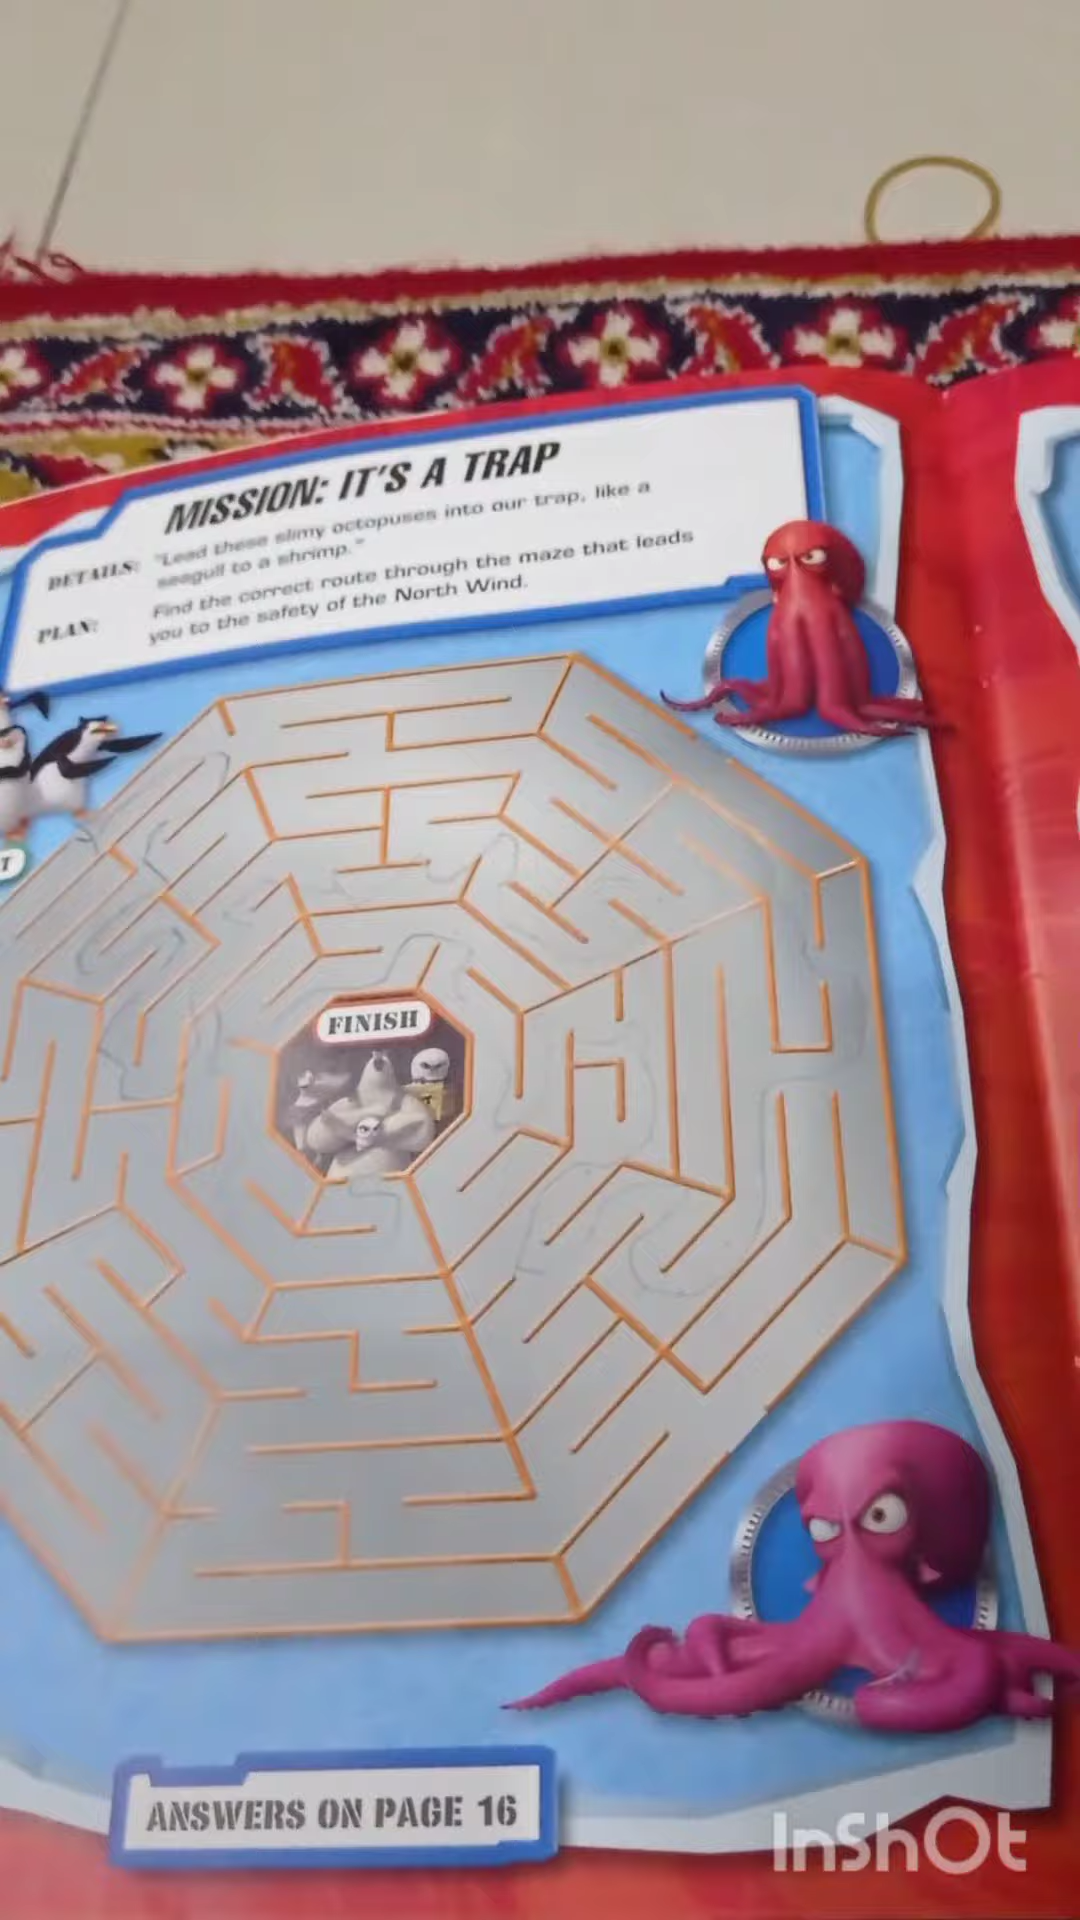 MISSION: IT'S A TRAP
DETAILS: "Lead these slimy octopuses into our trap, like a
seagull to a shrimp."
PLAN: Find the correct route through the maze that leads
you to the safety of the North Wind.
T
FINISH
ANSWERS ON PAGE 16
InShOt